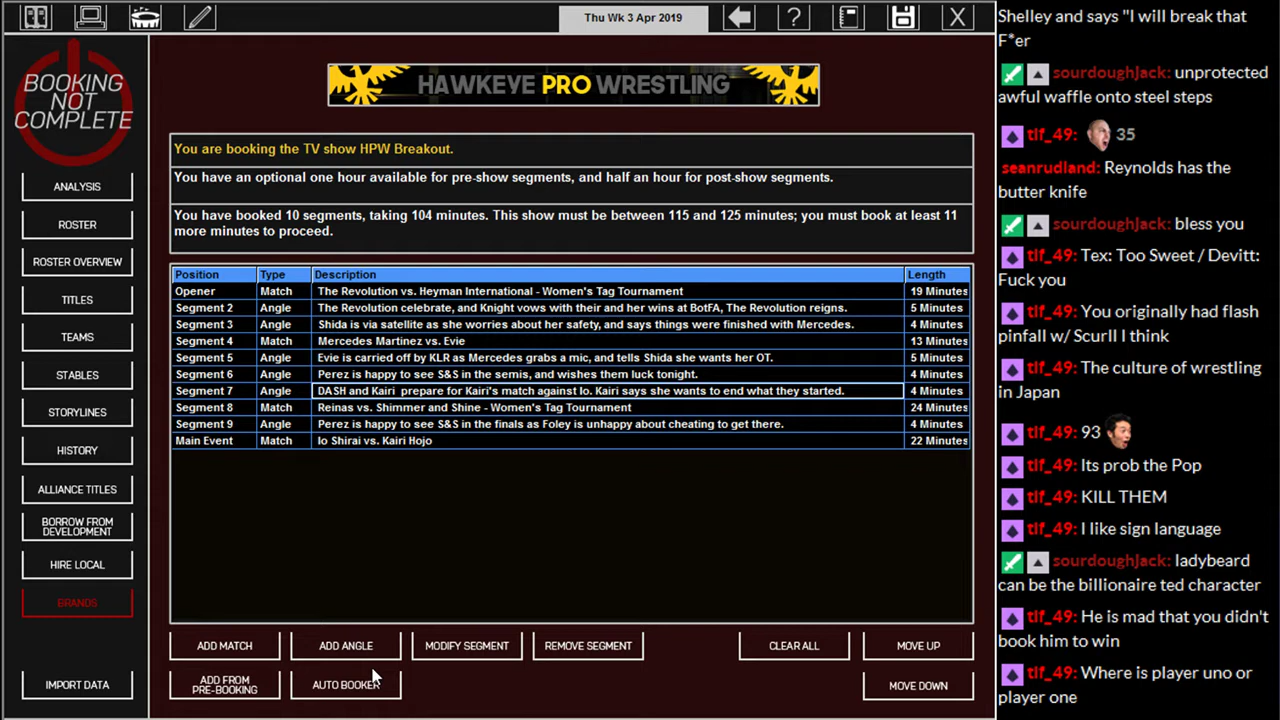 Thu Wk 3 Apr 2019
?
X
BOOKING
NOT
COMPLETE
HAWKEYE PRO WRESTLING
You are booking the TV show HPW Breakout.
You have an optional one hour available for pre-show segments, and half an hour for post-show segments.
You have booked 10 segments, taking 104 minutes. This show must be between 115 and 125 minutes; you must book at least 11
more minutes to proceed.
Position Type Description Length
Opener Match The Revolution vs. Heyman International - Women's Tag Tournament 19 Minutes
Segment 2 Angle The Revolution celebrate, and Knight vows with their and her wins at BotFA, The Revolution reigns. 5 Minutes
Segment 3 Angle Shida is via satellite as she worries about her safety, and says things were finished with Mercedes. 4 Minutes
Segment 4 Match Mercedes Martinez vs. Evie 13 Minutes
Segment 5 Angle Evie is carried off by KLR as Mercedes grabs a mic, and tells Shida she wants her OT. 5 Minutes
Segment 6 Angle Perez is happy to see S&S in the semis, and wishes them luck tonight. 4 Minutes
Segment 7 Angle DASH and Kairi prepare for Kairi's match against Io. Kairi says she wants to end what they started. 4 Minutes
Segment 8 Match Reinas vs. Shimmer and Shine - Women's Tag Tournament 24 Minutes
Segment 9 Angle Perez is happy to see S&S in the finals as Foley is unhappy about cheating to get there. 4 Minutes
Main Event Match Io Shirai vs. Kairi Hojo 22 Minutes
ANALYSIS
ROSTER
ROSTER OVERVIEW
TITLES
TEAMS
STABLES
STORYLINES
HISTORY
ALLIANCE TITLES
BORROW FROM
DEVELOPMENT
HIRE LOCAL
BRANDS
IMPORT DATA
ADD MATCH
ADD ANGLE
MODIFY SEGMENT
REMOVE SEGMENT
CLEAR ALL
MOVE UP
ADD FROM
PRE-BOOKING
AUTO BOOKER
MOVE DOWN
Shelley and says "I will break that
F*er
sourdoughjack: unprotected
awful waffle onto steel steps
tlf_49: 35
seanrudland: Reynolds has the
butter knife
sourdoughjack: bless you
tlf_49: Tex: Too Sweet / Devitt:
Fuck you
tlf_49: You originally had flash
pinfall w/ Scurll I think
tlf_49: The culture of wrestling
in Japan
tlf_49: 93
tlf_49: Its prob the Pop
tlf_49: KILL THEM
tlf_49: I like sign language
sourdoughjack: ladybeard
can be the billionaire ted character
tlf_49: He is mad that you didn't
book him to win
tlf_49: Where is player uno or
player one